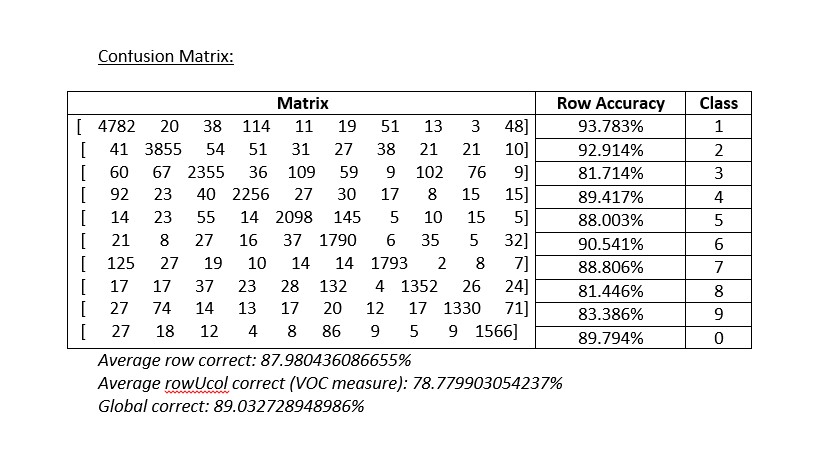 Confusion Matrix:
Matrix Row Accuracy Class
[ 4782 20 38 114 11 19 51 13 3 48] 93.783% 1
[ 41 3855 54 51 31 27 38 21 21 10] 92.914% 2
[ 60 67 2355 36 109 59 9 102 76 9] 81.714% 3
[ 92 23 40 2256 27 30 17 8 15 15] 89.417% 4
[ 14 23 55 14 2098 145 5 10 15 5] 88.003% 5
[ 21 8 27 16 37 1790 6 35 5 32] 90.541% 6
[ 125 27 19 10 14 14 1793 2 8 7] 88.806% 7
[ 17 17 37 23 28 132 4 1352 26 24] 81.446% 8
[ 27 74 14 13 17 20 12 17 1330 71] 83.386% 9
[ 27 18 12 4 8 86 9 5 9 1566] 89.794% 0
Average row correct: 87.9804360866​55%
Average rowUcol correct (VOC measure): 78.779903054237%
Global correct: 89.032728948986%